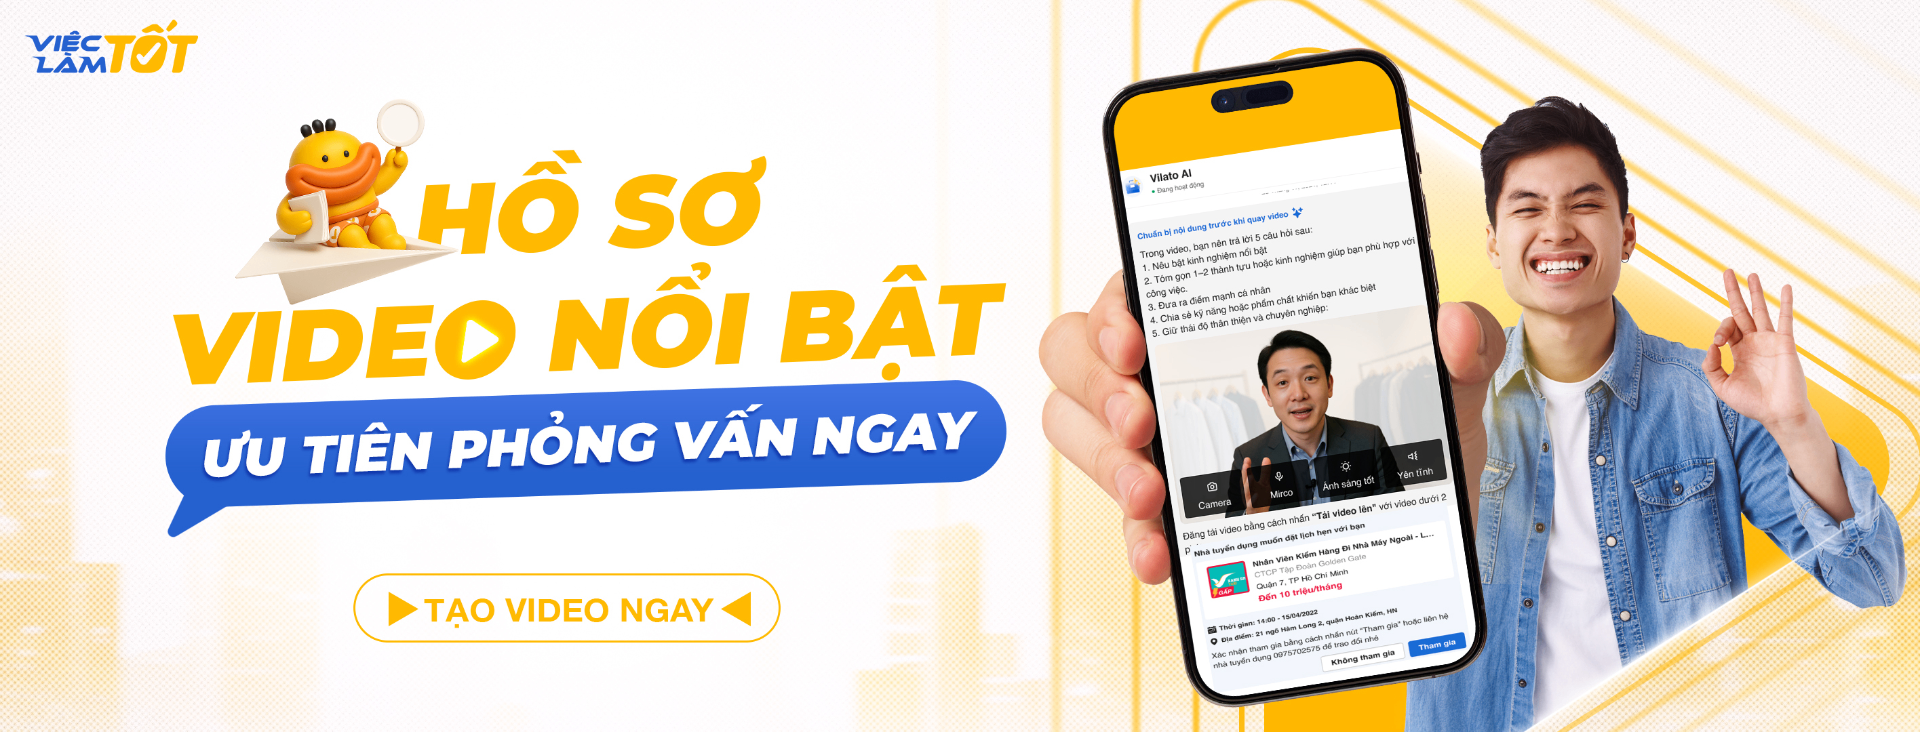 VIỆC
LÀM TỐT
HỒ SƠ
VIDEO NỔI BẬT
ƯU TIÊN PHỎNG VẤN NGAY
TẠO VIDEO NGAY
Vilato AI
Đang hoạt động
Chuẩn bị nội dung trước khi quay video
Trong video, bạn nên trả lời 5 câu hỏi sau:
1. Nêu bật kinh nghiệm nổi bật
2. Tóm gọn 1–2 thành tựu hoặc kinh nghiệm giúp bạn phù hợp với
công việc.
3. Đưa ra điểm mạnh cá nhân
4. Chia sẻ kỹ năng hoặc phẩm chất khiến bạn khác biệt
5. Giữ thái độ thân thiện và chuyên nghiệp:
Camera
Mirco
Ánh sáng tốt
Yên tĩnh
Đăng tải video bằng cách nhấn “Tải video lên” với video dưới 2
Nhà tuyển dụng muốn đặt lịch hẹn với bạn
GẤP
Nhân Viên Kiểm Hàng Đi Nhà Máy Ngoài - L...
CTCP Tập Đoàn Golden Gate
Quận 7, TP Hồ Chí Minh
Đến 10 triệu/tháng
Thời gian: 14:00 - 15/04/2022
Địa điểm: 21 ngõ Hàm Long 2, quận Hoàn Kiếm, HN
Xác nhận tham gia bằng cách nhấn nút “Tham gia” hoặc liên hệ
nhà tuyển dụng 0975702575 để trao đổi nhé
Không tham gia
Tham gia